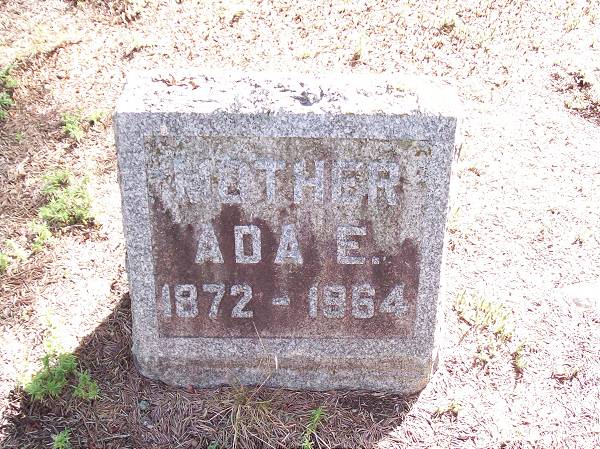 MOTHER
ADA E.
1872 - 1964